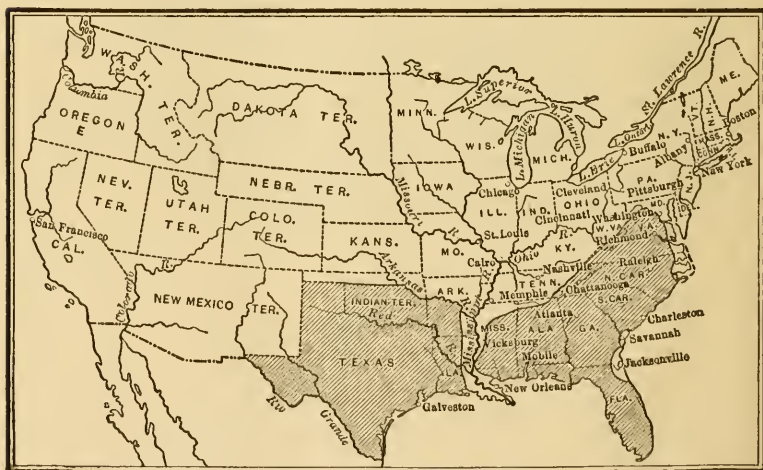 WASH. TER.
Columbia
OREGON
E
DAKOTA TER.
MINN.
L. Superior
WIS.
L. Michigan
L. Huron
MICH.
St. Lawrence R.
ME.
VT.
N.H.
Boston
MASS.
CONN.
N.Y.
L. Ontario
Buffalo
Albany
L. Erie
New York
NEV.
TER.
UTAH
TER.
NEBR. TER.
IOWA
Missouri R.
Chicago
Cleveland
PA.
Pittsburgh
N.J.
ILL.
IND.
OHIO
Cincinnati
MD.
Washington
W.VA.
VA.
Richmond
San Francisco
CAL.
COLO.
TER.
KANS.
MO.
St. Louis
Cairo
Ohio R.
KY.
Colorado R.
Arkansas R.
Nashville
Raleigh
N. CAR.
NEW MEXICO TER.
INDIAN TER.
Red R.
ARK.
Mississippi R.
TENN.
Memphis
Chattanooga
S. CAR.
Atlanta
Charleston
TEXAS
LA.
MISS.
Vicksburg
ALA
Mobile
GA.
Savannah
Jacksonville
New Orleans
FLA.
Galveston
Rio Grande